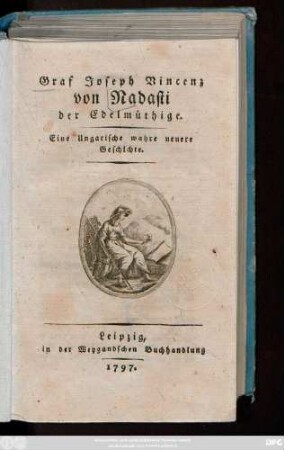 Graf Joseph Vincenz
von Nadasti
der Edelmüthige.
Eine Ungarische wahre neuere
Geschichte.
Leipzig,
in der Weygandschen Buchhandlung
1797.